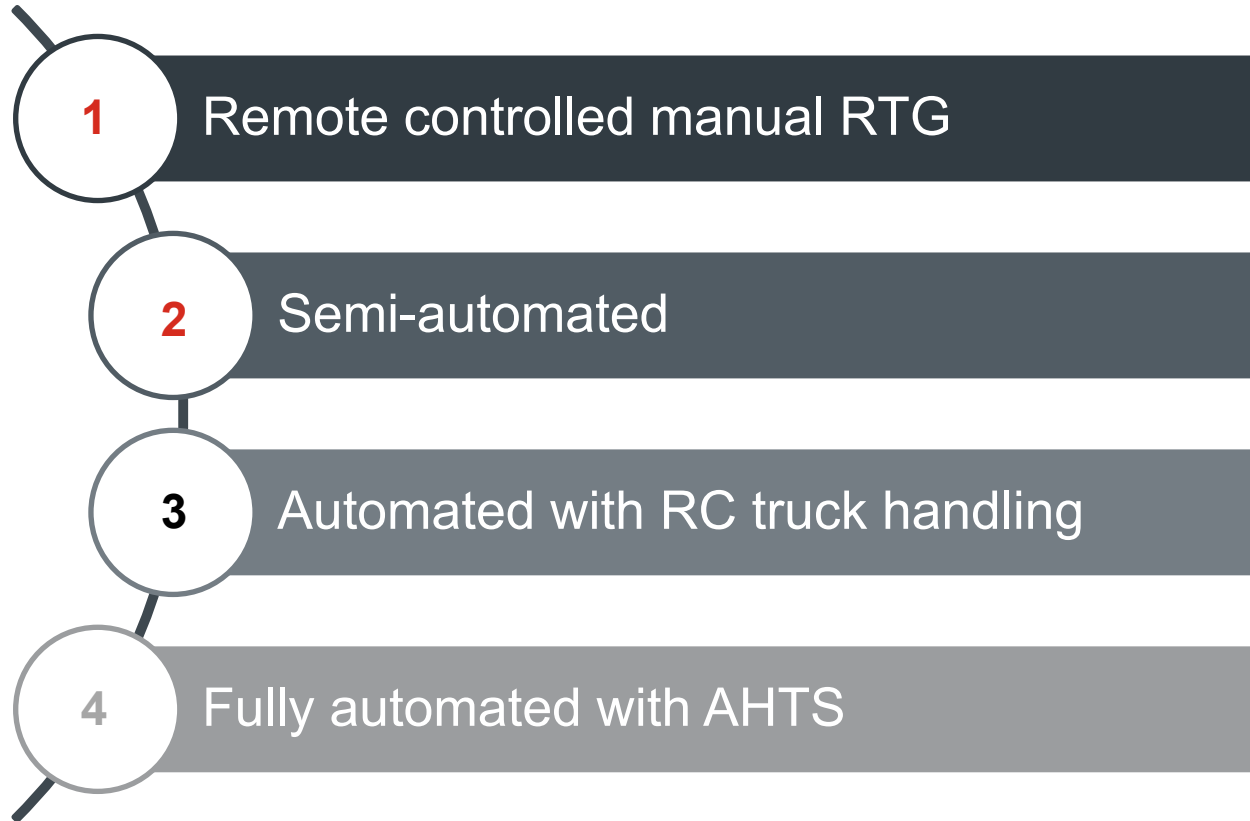 1 Remote controlled manual RTG
2 Semi-automated
3 Automated with RC truck handling
4 Fully automated with AHTS